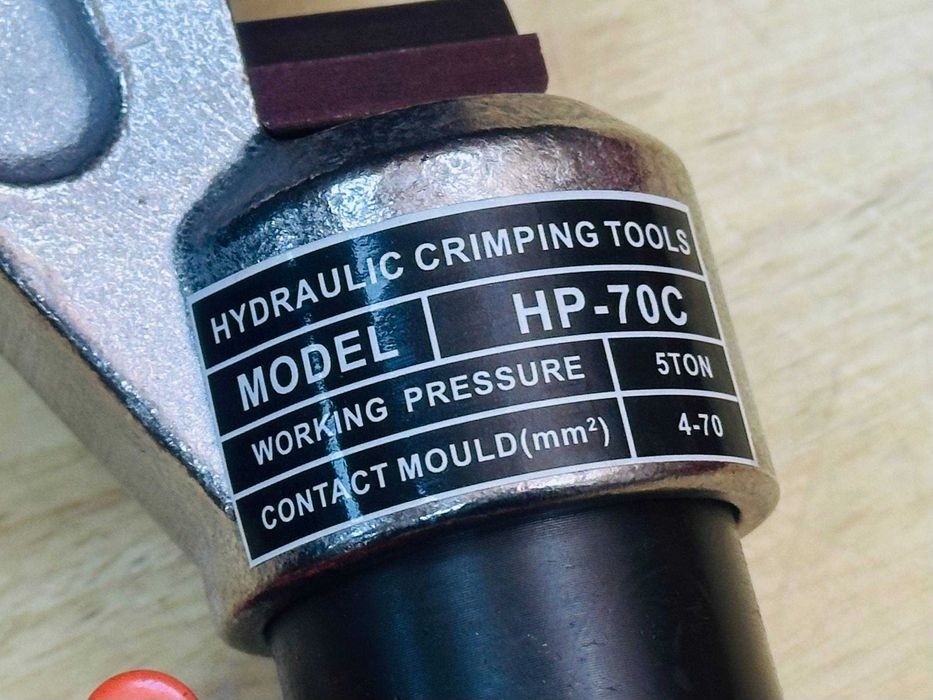 HYDRAULIC CRIMPING TOOLS
MODEL HP-70C
WORKING PRESSURE 5TON
CONTACT MOULD(mm²) 4-70